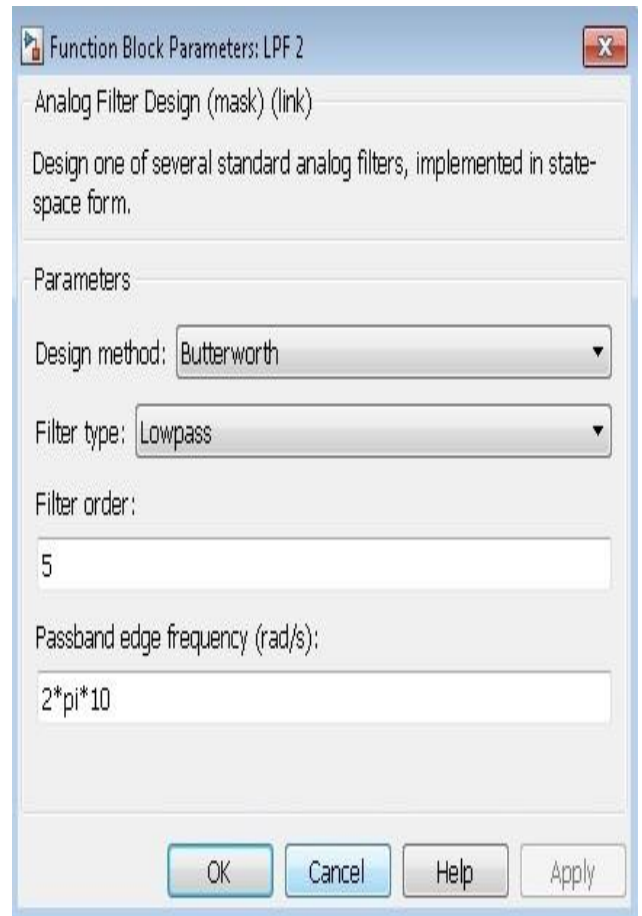 Function Block Parameters: LPF 2
Analog Filter Design (mask) (link)
Design one of several standard analog filters, implemented in state-
space form.
Parameters
Design method: Butterworth
Filter type: Lowpass
Filter order:
5
Passband edge frequency (rad/s):
2*pi*10
OK Cancel Help Apply